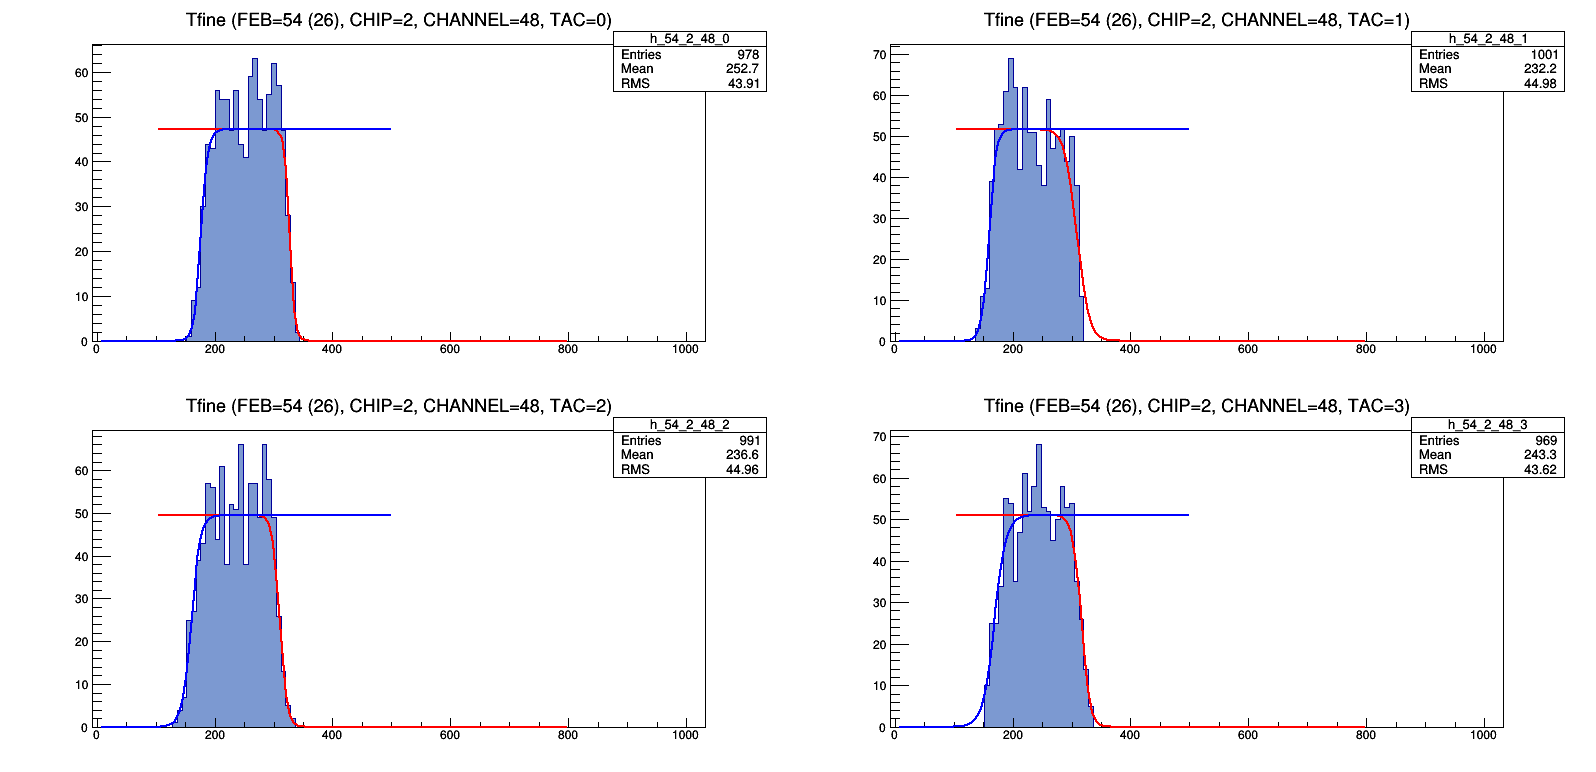 Tfine (FEB=54 (26), CHIP=2, CHANNEL=48, TAC=0)
h_54_2_48_0
Entries 978
Mean 252.7
RMS 43.91
60
50
40
30
20
10
0
0 200 400 600 800 1000
Tfine (FEB=54 (26), CHIP=2, CHANNEL=48, TAC=1)
h_54_2_48_1
Entries 1001
Mean 232.2
RMS 44.98
70
60
50
40
30
20
10
0
0 200 400 600 800 1000
Tfine (FEB=54 (26), CHIP=2, CHANNEL=48, TAC=2)
h_54_2_48_2
Entries 991
Mean 236.6
RMS 44.96
60
50
40
30
20
10
0
0 200 400 600 800 1000
Tfine (FEB=54 (26), CHIP=2, CHANNEL=48, TAC=3)
h_54_2_48_3
Entries 969
Mean 243.3
RMS 43.62
70
60
50
40
30
20
10
0
0 200 400 600 800 1000